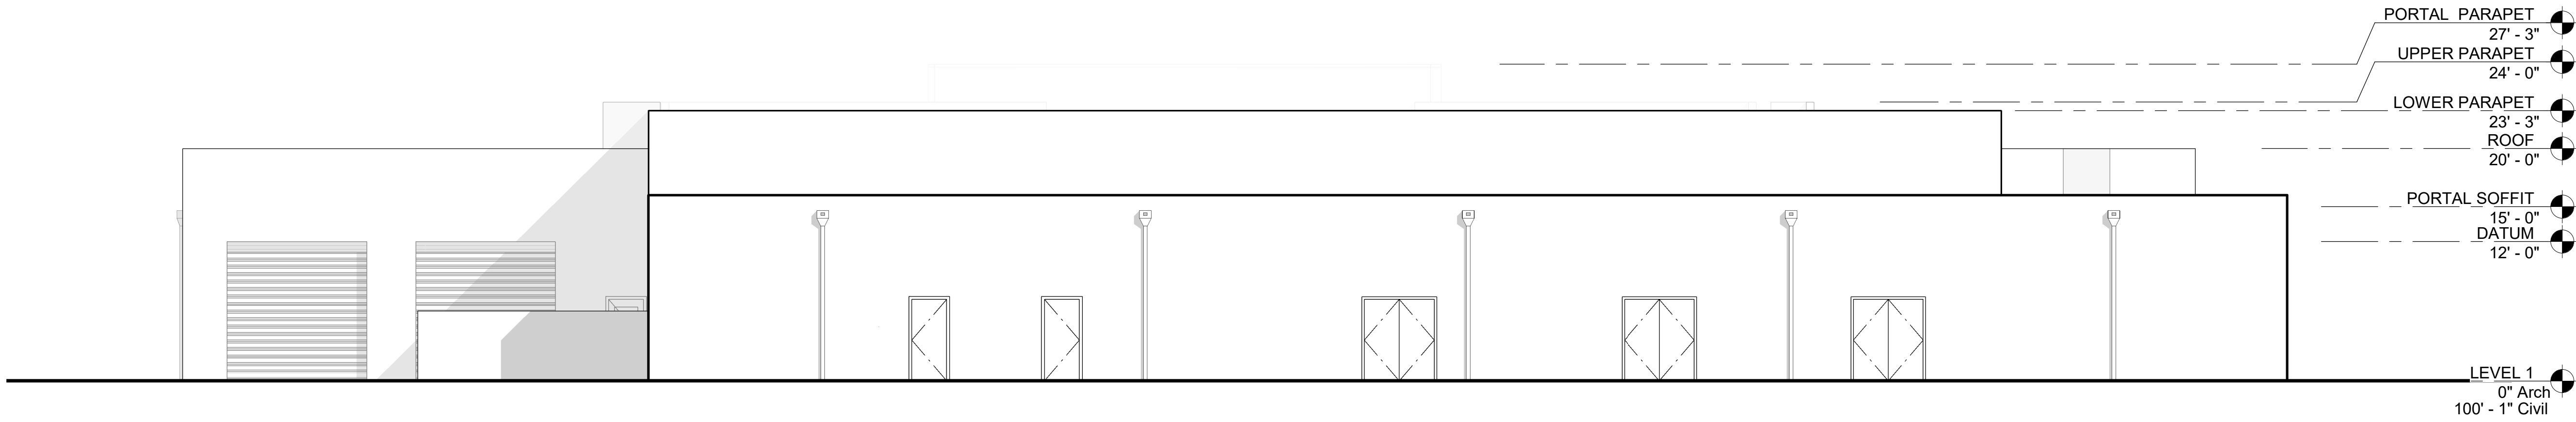 PORTAL PARAPET
27' - 3"
UPPER PARAPET
24' - 0"
LOWER PARAPET
23' - 3"
ROOF
20' - 0"
PORTAL SOFFIT
15' - 0"
DATUM
12' - 0"
LEVEL 1
0" Arch
100' - 1" Civil